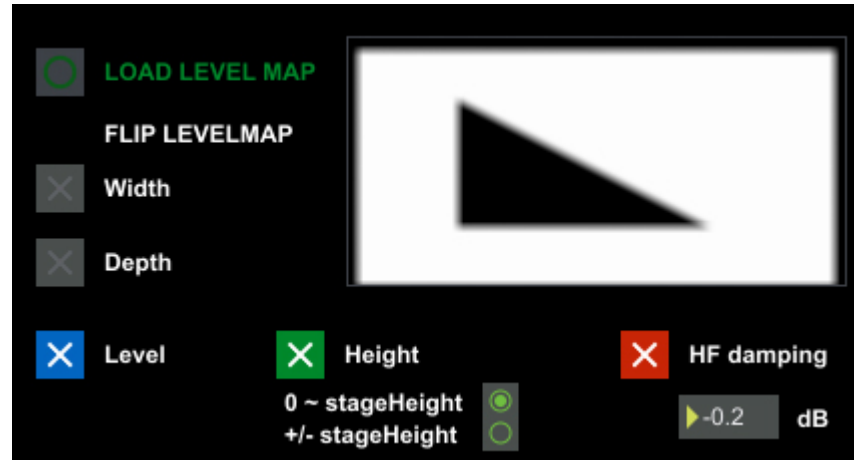 LOAD LEVEL MAP
FLIP LEVELMAP
Width
Depth
Level Height HF damping
0 ~ stageHeight
+/- stageHeight
-0.2 dB